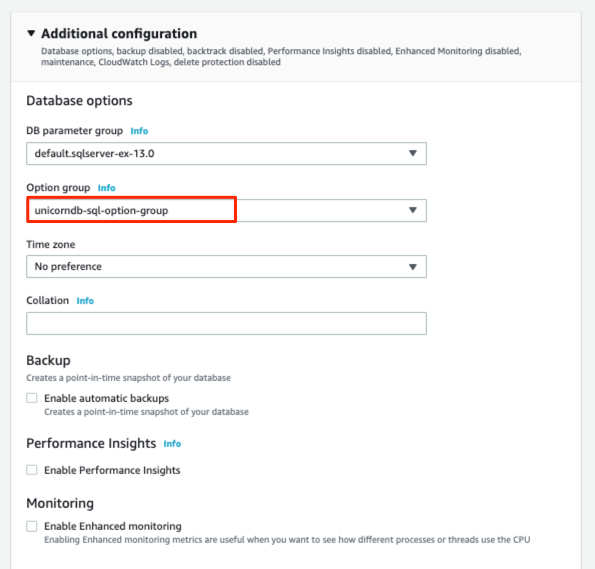 Additional configuration
Database options, backup disabled, backtrack disabled, Performance Insights disabled, Enhanced Monitoring disabled,
maintenance, CloudWatch Logs, delete protection disabled
Database options
DB parameter group Info
default.sqlserver-ex-13.0
Option group Info
unicorndb-sql-option-group
Time zone
No preference
Collation Info
Backup
Creates a point-in-time snapshot of your database
Enable automatic backups
Creates a point-in-time snapshot of your database
Performance Insights Info
Enable Performance Insights
Monitoring
Enable Enhanced monitoring
Enabling Enhanced monitoring metrics are useful when you want to see how different processes or threads use the CPU